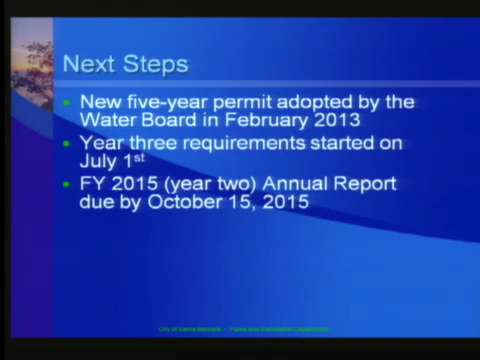 Next Steps
New five-year permit adopted by the
Water Board in February 2013
Year three requirements started on
July 1st
FY 2015 (year two) Annual Report
due by October 15, 2015
City of Santa Barbara - Parks and Recreation Department